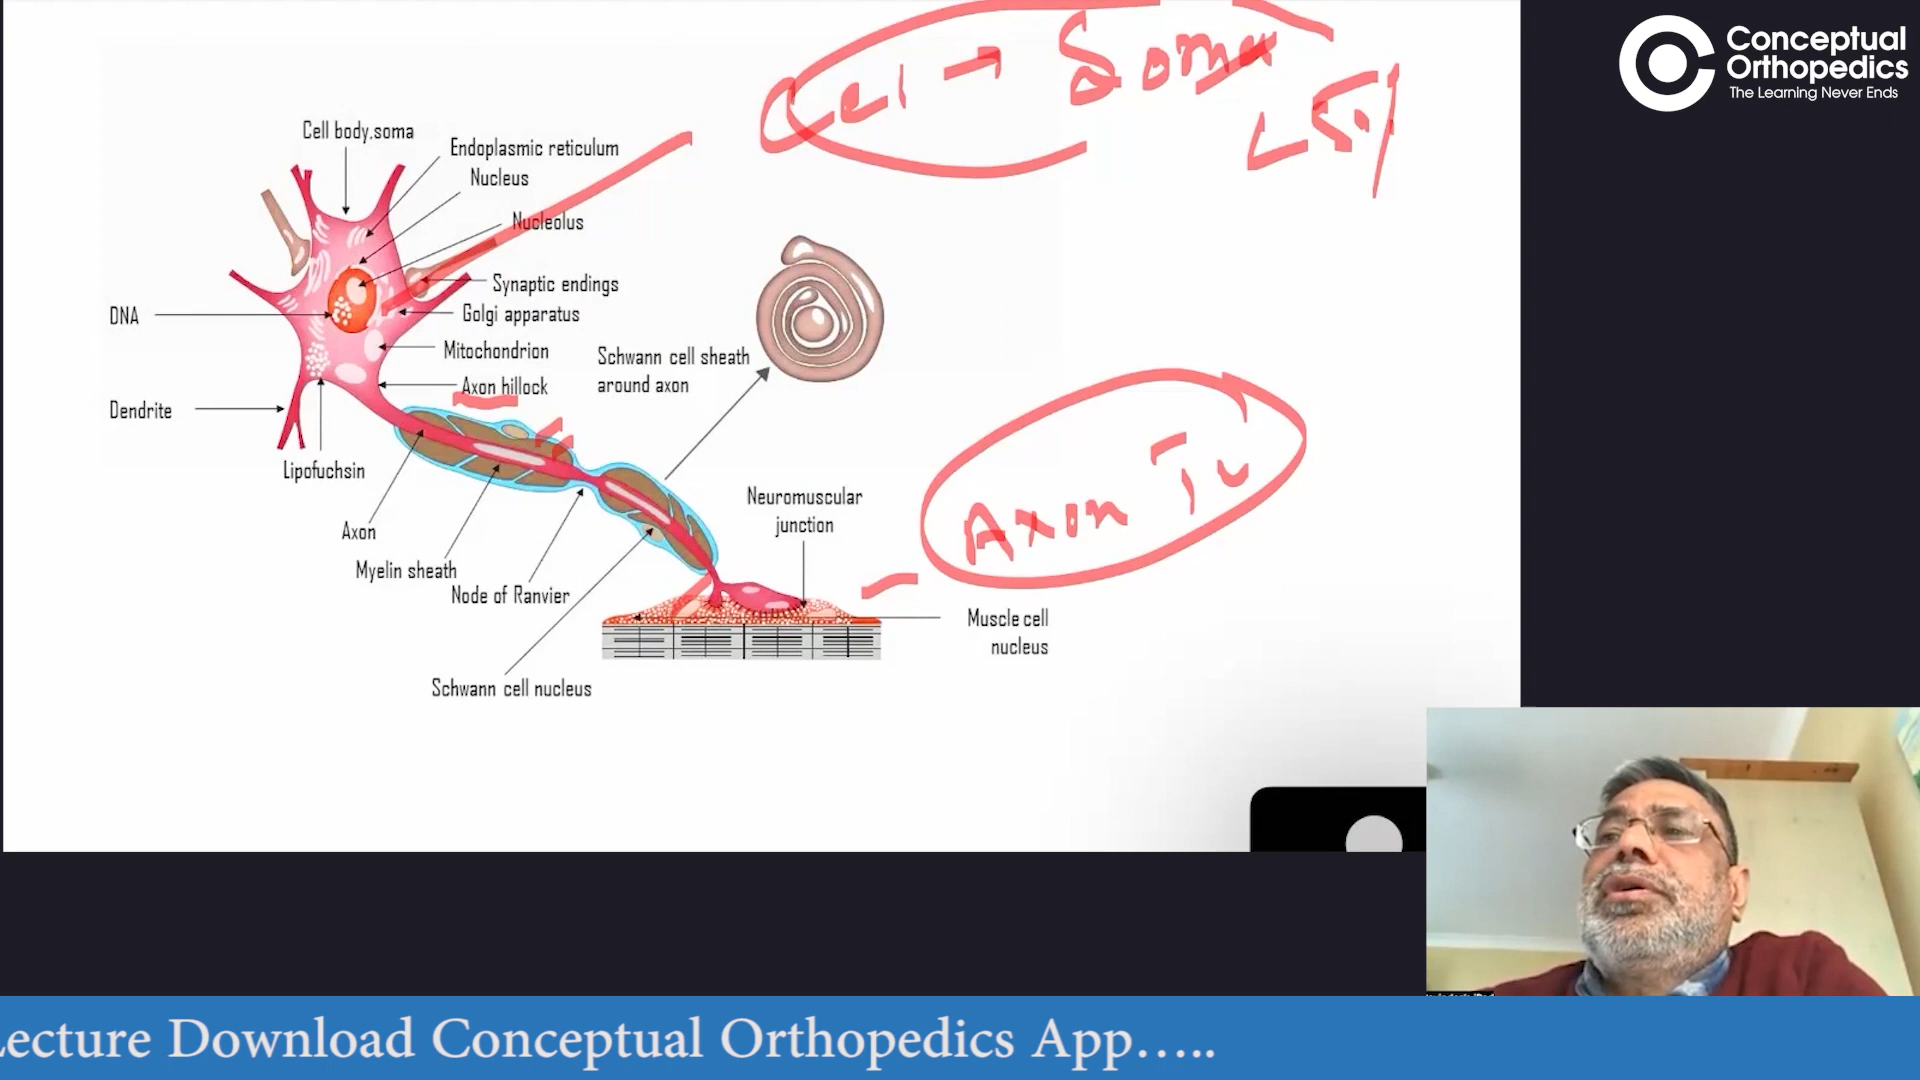 Conceptual
Orthopedics
The Learning Never Ends
Cel → Soma
<5%
Cell body,soma
Endoplasmic reticulum
Nucleus
Nucleolus
Synaptic endings
DNA
Golgi apparatus
Mitochondrion
Schwann cell sheath
around axon
Axon hillock
Dendrite
Lipofuchsin
Neuromuscular
junction
Axon
Axon
Myelin sheath
Node of Ranvier
Muscle cell
nucleus
Schwann cell nucleus
Lecture Download Conceptual Orthopedics App.....